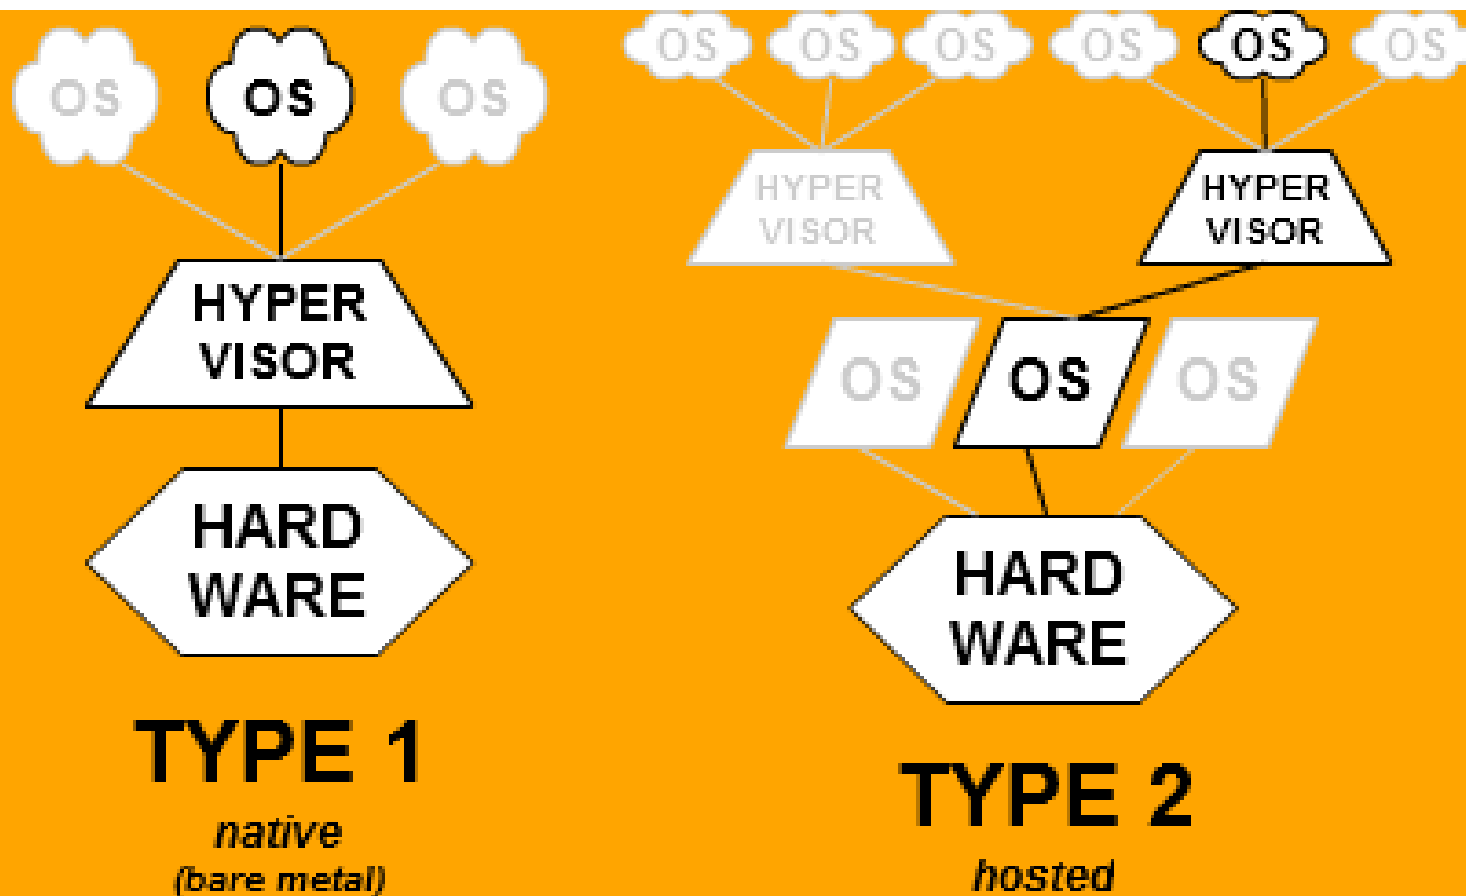 OS OS OS
HYPER
VISOR
HARD
WARE
TYPE 1
native
(bare metal)
OS OS OS OS OS OS
HYPER
VISOR
HYPER
VISOR
OS OS OS
HARD
WARE
TYPE 2
hosted